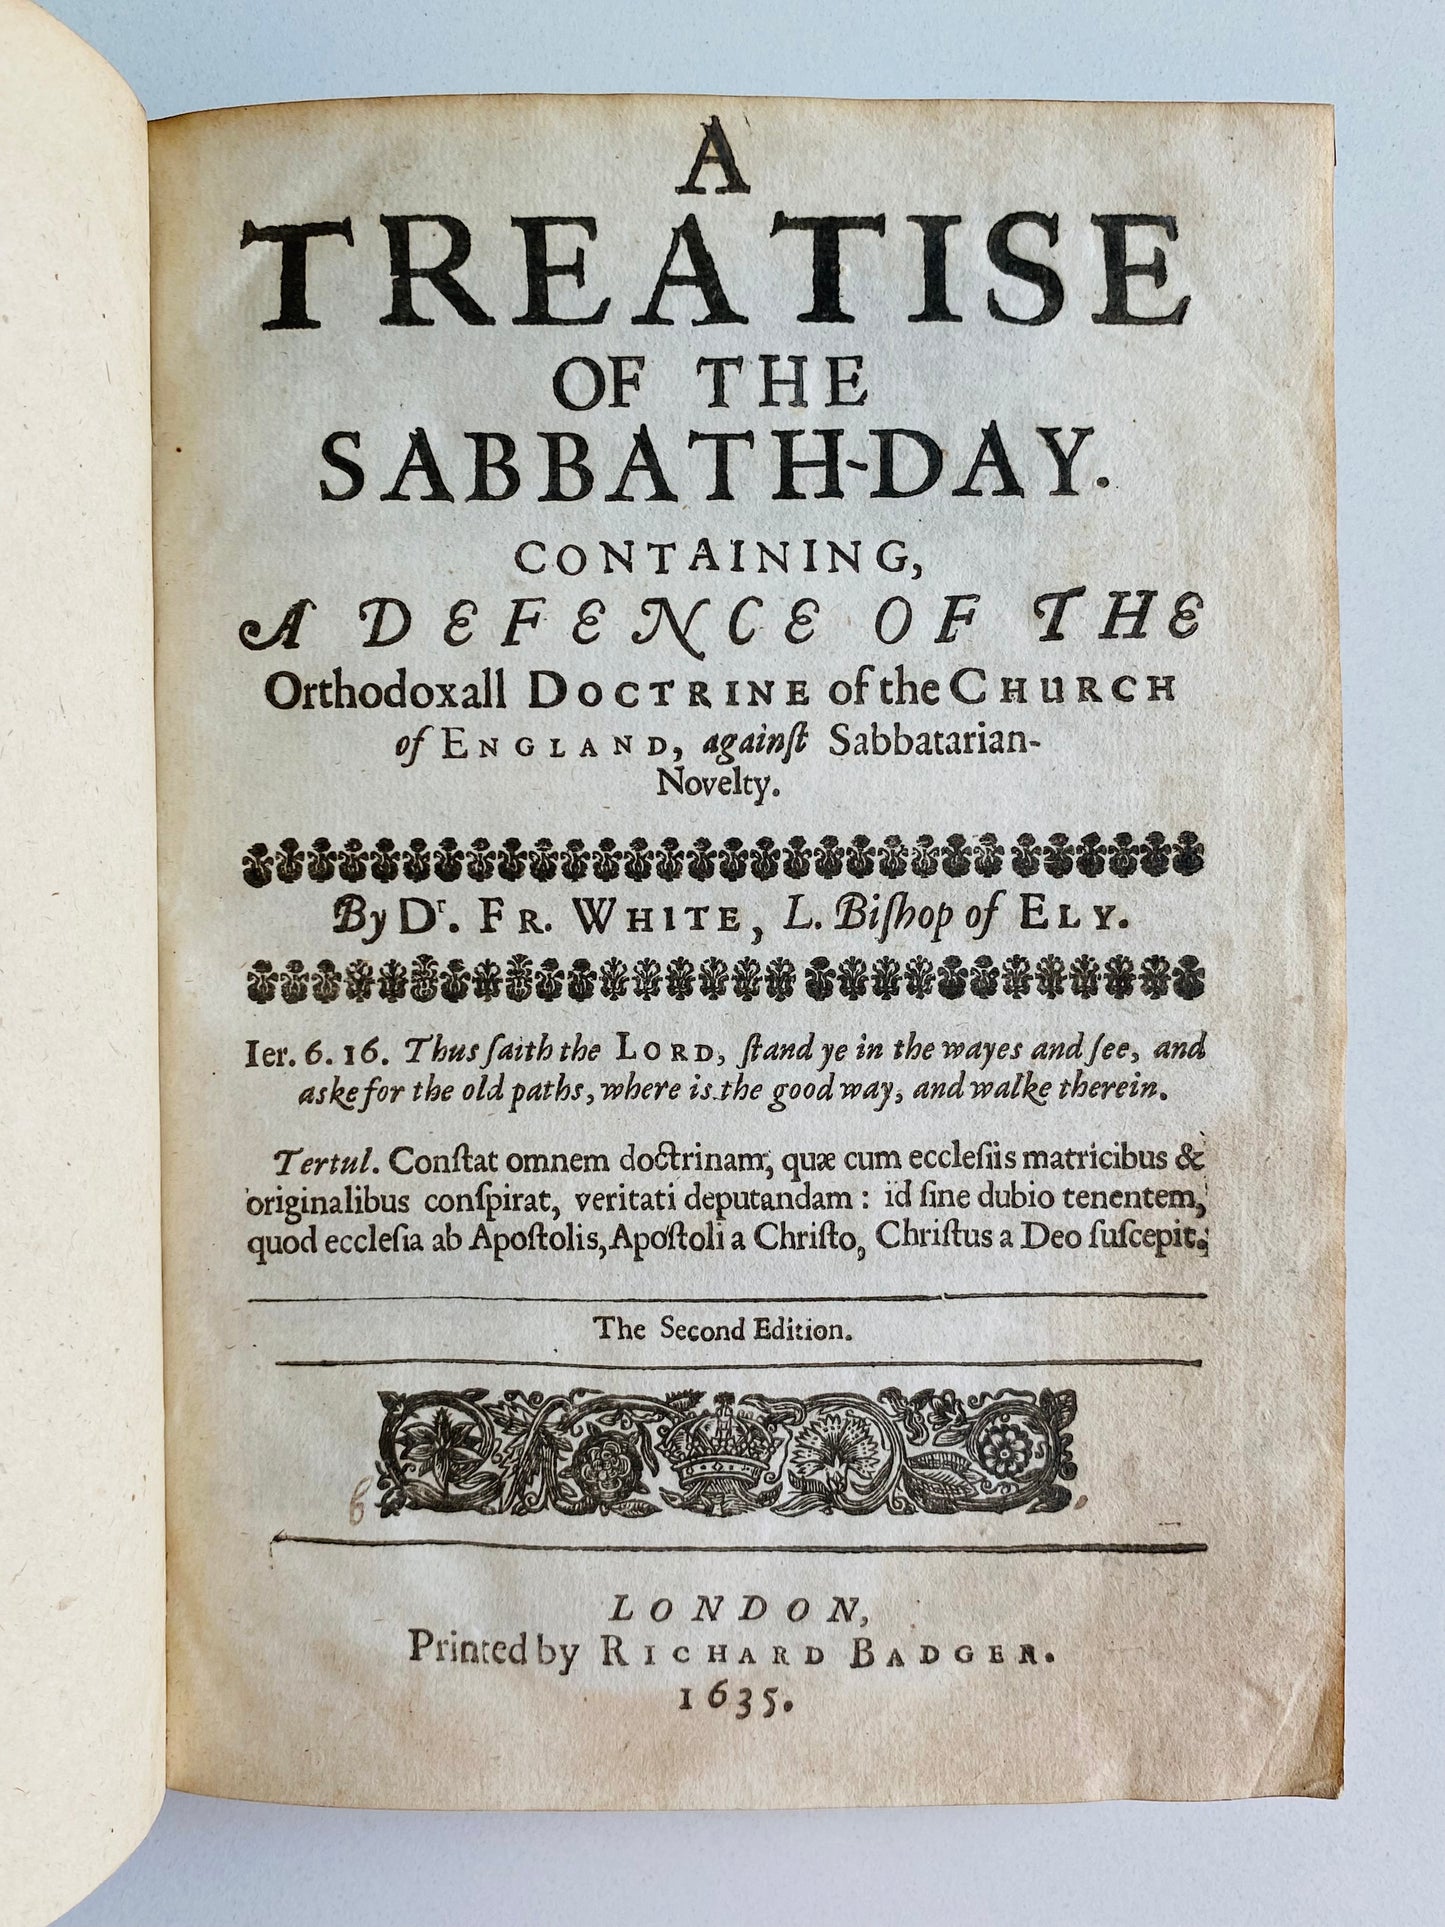 A
TREATISE
OF THE
SABBATH-DAY.
CONTAINING,
A DEFENCE OF THE
Orthodoxall DOCTRINE of the CHURCH
of ENGLAND, againſt Sabbatarian-
Novelty.
By Dr. FR. WHITE, L. Biſhop of ELY.
Ier. 6. 16. Thus ſaith the LORD, ſtand ye in the wayes and ſee, and
aske for the old paths, where is the good way, and walke therein.
Tertul. Conſtat omnem doctrinam, quæ cum eccleſiis matricibus &
originalibus conſpirat, veritati deputandam : id ſine dubio tenentem,
quod eccleſia ab Apoſtolis, Apoſtoli a Chriſto, Chriſtus a Deo ſuſcepit.
The Second Edition.
6
LONDON,
Printed by RICHARD BADGER.
1635.